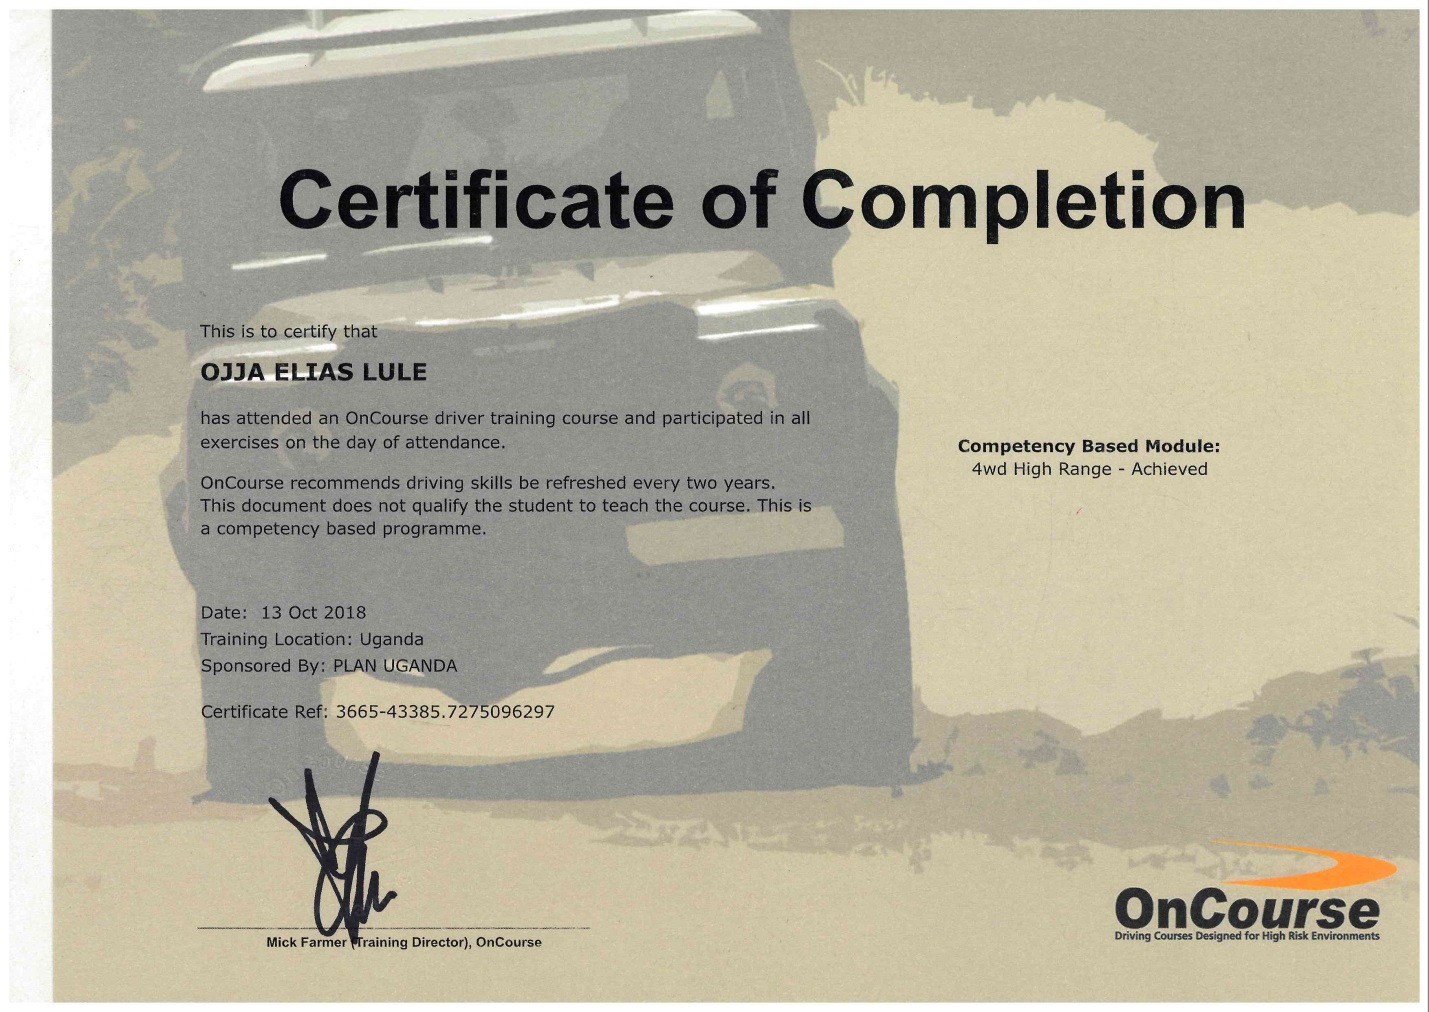 Certificate of Completion
This is to certify that
OJJA ELIAS LULE
has attended an OnCourse driver training course and participated in all
exercises on the day of attendance.
OnCourse recommends driving skills be refreshed every two years.
This document does not qualify the student to teach the course. This is
a competency based programme.
Competency Based Module:
4wd High Range - Achieved
Date: 13 Oct 2018
Training Location: Uganda
Sponsored By: PLAN UGANDA
Certificate Ref: 3665-43385.7275096297
Mick Farmer (Training Director), OnCourse
OnCourse
Driving Courses Designed for High Risk Environments